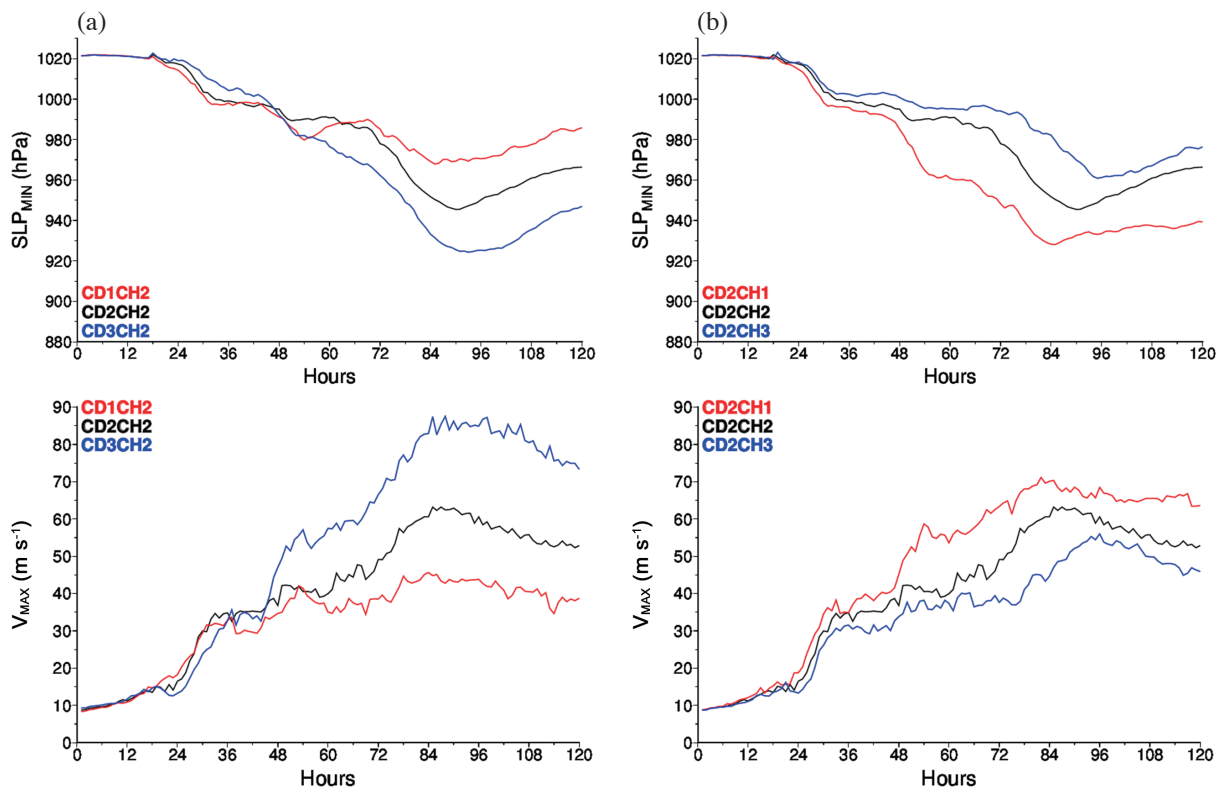 (a)
1020
1000
980
960
940
920
900
880
SLPMIN (hPa)
CD1CH2
CD2CH2
CD3CH2
0 12 24 36 48 60 72 84 96 108 120
Hours
(b)
1020
1000
980
960
940
920
900
880
SLPMIN (hPa)
CD2CH1
CD2CH2
CD2CH3
0 12 24 36 48 60 72 84 96 108 120
Hours
CD1CH2
CD2CH2
CD3CH2
90
80
70
60
50
40
30
20
10
0
VMAX (m s-1)
0 12 24 36 48 60 72 84 96 108 120
Hours
CD2CH1
CD2CH2
CD2CH3
90
80
70
60
50
40
30
20
10
0
VMAX (m s-1)
0 12 24 36 48 60 72 84 96 108 120
Hours